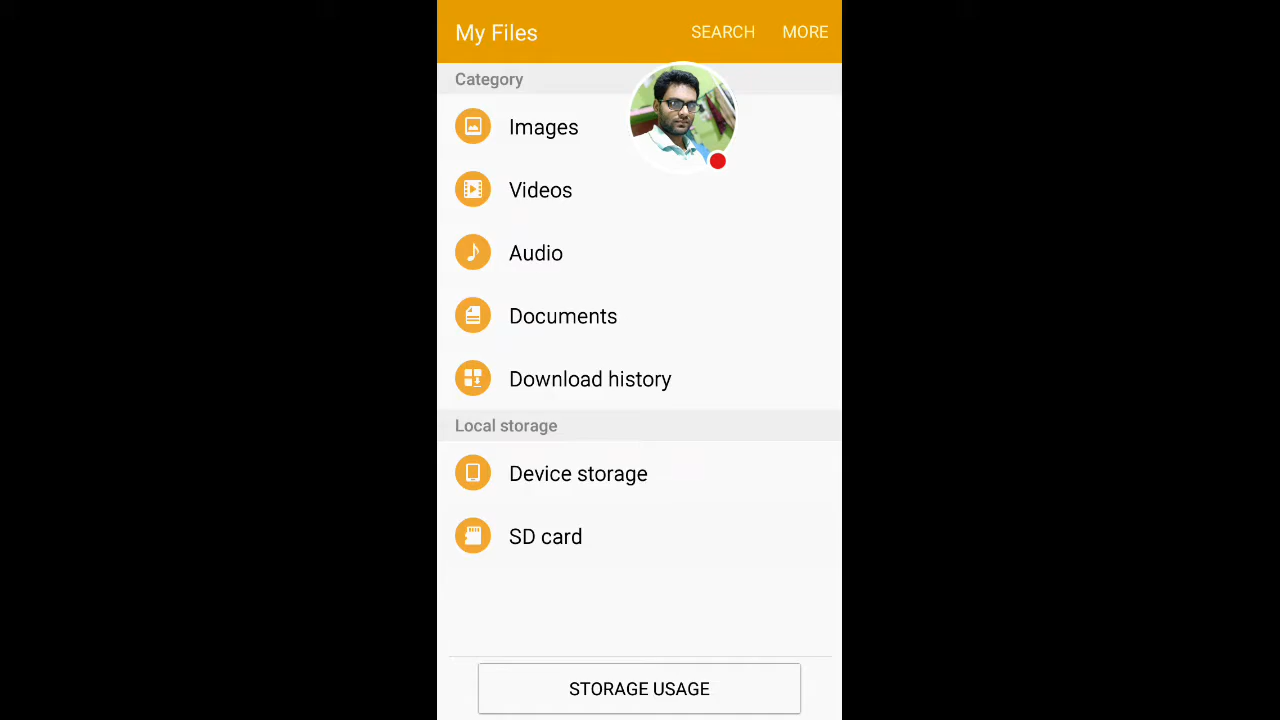 My Files SEARCH MORE
Category
Images
Videos
Audio
Documents
Download history
Local storage
Device storage
SD card
STORAGE USAGE